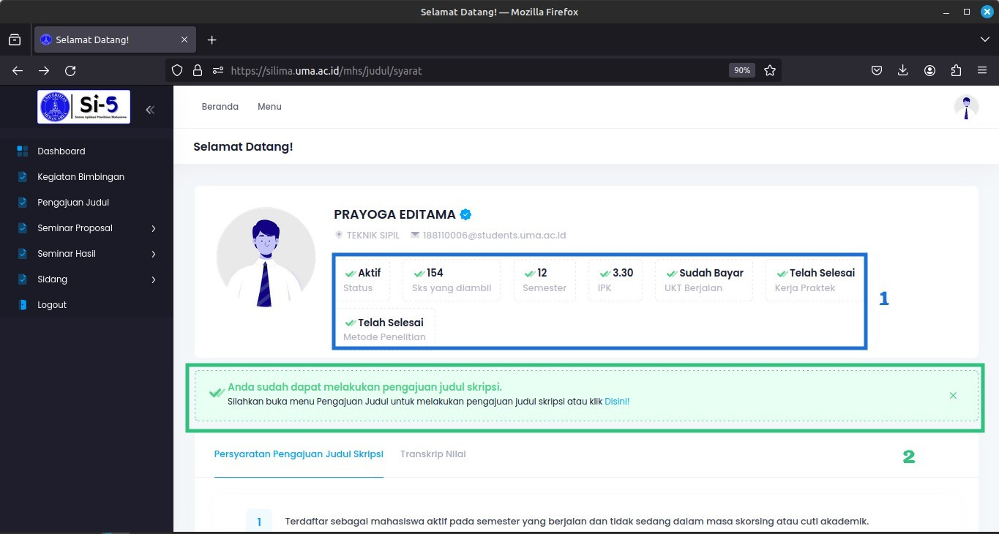 Selamat Datang! — Mozilla Firefox
Selamat Datang!
https://silima.uma.ac.id/mhs/judul/syarat
90%
UNIVERSITAS MEDAN AREA
Si-5
Sistem Aplikasi Penelitian Mahasiswa
Beranda Menu
Selamat Datang!
Dashboard
Kegiatan Bimbingan
Pengajuan Judul
Seminar Proposal
Seminar Hasil
Sidang
Logout
PRAYOGA EDITAMA
TEKNIK SIPIL 188110006@students.uma.ac.id
Aktif
Status
154
Sks yang diambil
12
Semester
3.30
IPK
Sudah Bayar
UKT Berjalan
Telah Selesai
Kerja Praktek
Telah Selesai
Metode Penelitian
1
Anda sudah dapat melakukan pengajuan judul skripsi.
Silahkan buka menu Pengajuan Judul untuk melakukan pengajuan judul skripsi atau klik Disini!
Persyaratan Pengajuan Judul Skripsi Transkrip Nilai
2
1 Terdaftar sebagai mahasiswa aktif pada semester yang berjalan dan tidak sedang dalam masa skorsing atau cuti akademik.